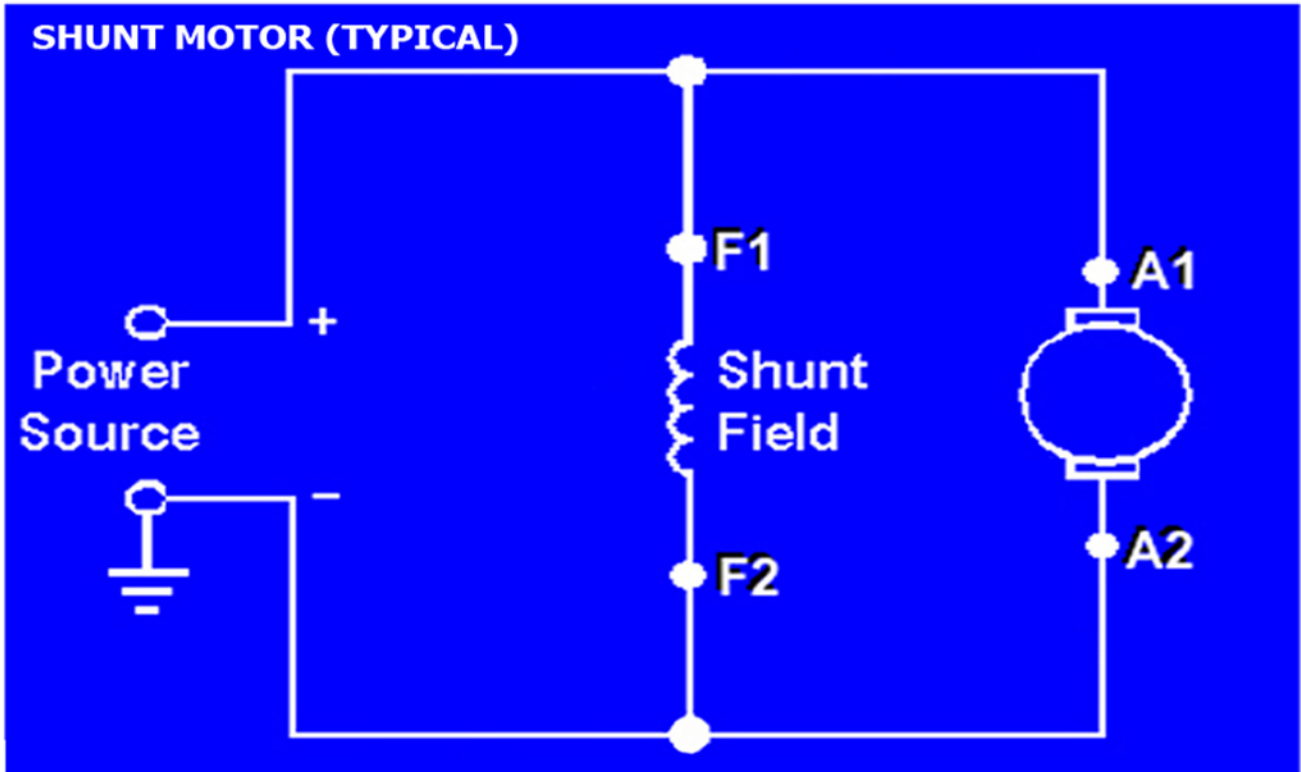 SHUNT MOTOR (TYPICAL)
F1
A1
+
Power
Source
Shunt
Field
−
F2
A2